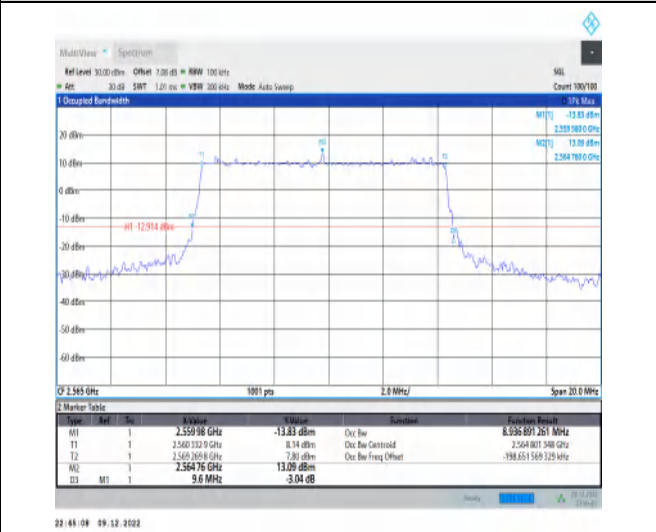 MultiView Spectrum
Ref Level 30.00 dBm Offset 7.08 dB RBW 100 kHz SGL
Att 30 dB SWT 1.01 ms VBW 300 kHz Mode Auto Sweep Count 100/100
1 Occupied Bandwidth 1Pk Max
M1[1] -13.83 dBm
2.559 980 0 GHz
M2[1] 13.09 dBm
2.564 760 0 GHz
20 dBm
10 dBm
0 dBm
-10 dBm
H1 -12.914 dBm
-20 dBm
-30 dBm
-40 dBm
-50 dBm
-60 dBm
CF 2.565 GHz 1001 pts 2.0 MHz/ Span 20.0 MHz
2 Marker Table
Type Ref Trc X-Value Y-Value Function Function Result
M1 1 2.559 98 GHz -13.83 dBm Occ Bw 8.936 891 261 MHz
T1 1 2.560 332 9 GHz 8.14 dBm Occ Bw Centroid 2.564 801 348 GHz
T2 1 2.569 269 8 GHz 7.80 dBm Occ Bw Freq Offset -198.651 569 329 kHz
M2 1 2.564 76 GHz 13.09 dBm
D3 M1 1 9.6 MHz -3.04 dB
Ready
22:45:08 09.12.2022